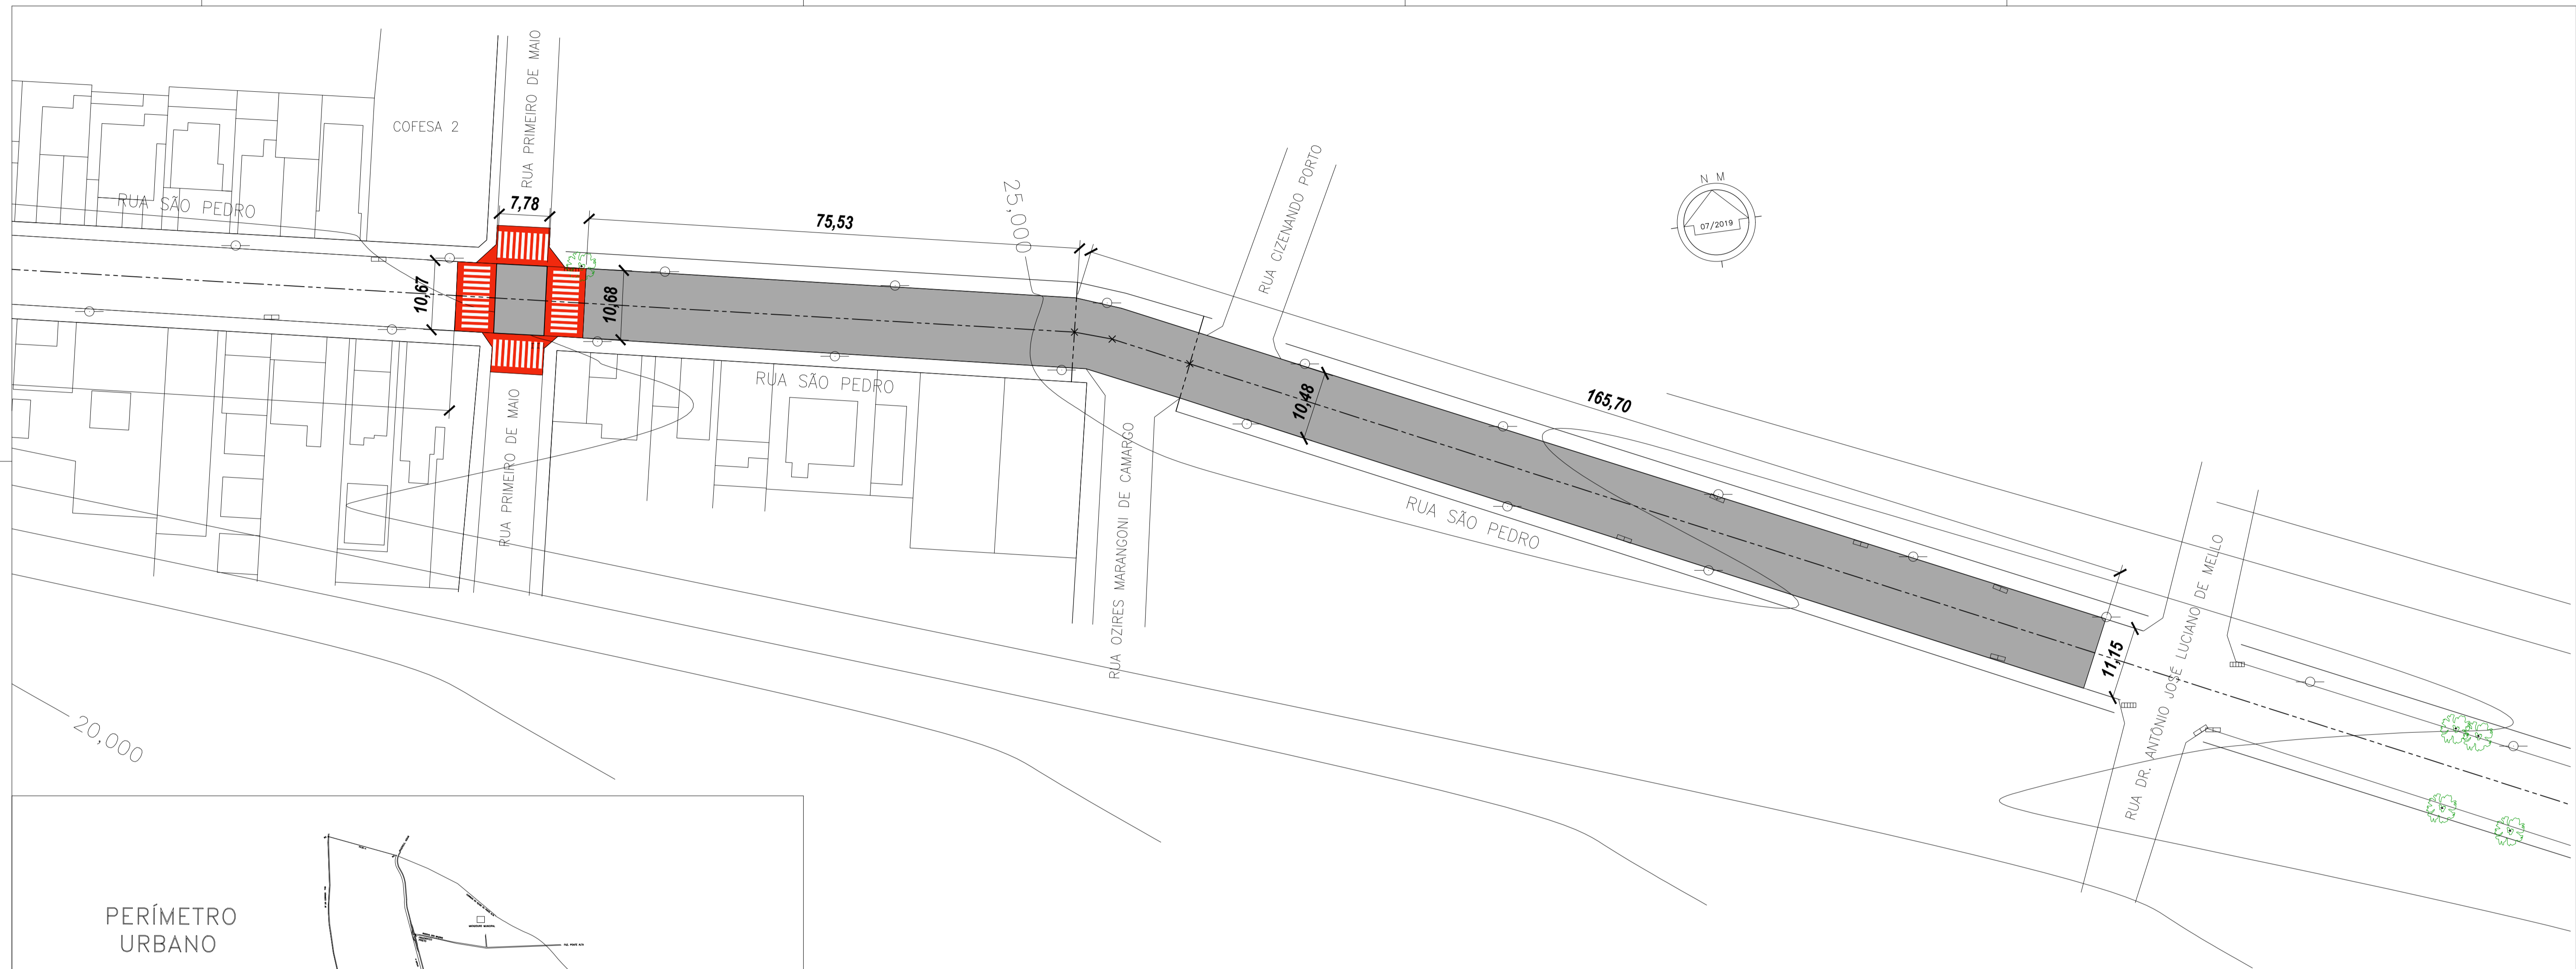 RUA PRIMEIRO DE MAIO
COFESA 2
RUA SÃO PEDRO
7,78
75,53
25,000
RUA CIZENANDO PORTO
N M
07/2019
10,67
10,68
RUA SÃO PEDRO
10,48
165,70
RUA PRIMEIRO DE MAIO
RUA OZIRES MARANGONI DE CAMARGO
RUA SÃO PEDRO
11,15
RUA DR. ANTÔNIO JOSÉ LUCIANO DE MELLO
20,000
PERÍMETRO
URBANO